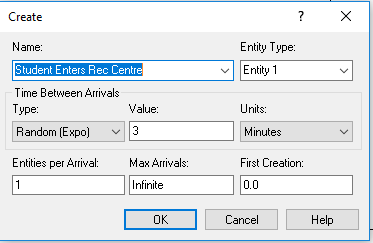 Create
?
Name:
Entity Type:
Student Enters Rec Centre
Entity 1
Time Between Arrivals
Type:
Value:
Units:
Random (Expo)
3
Minutes
Entities per Arrival:
Max Arrivals:
First Creation:
1
Infinite
0.0
OK
Cancel
Help